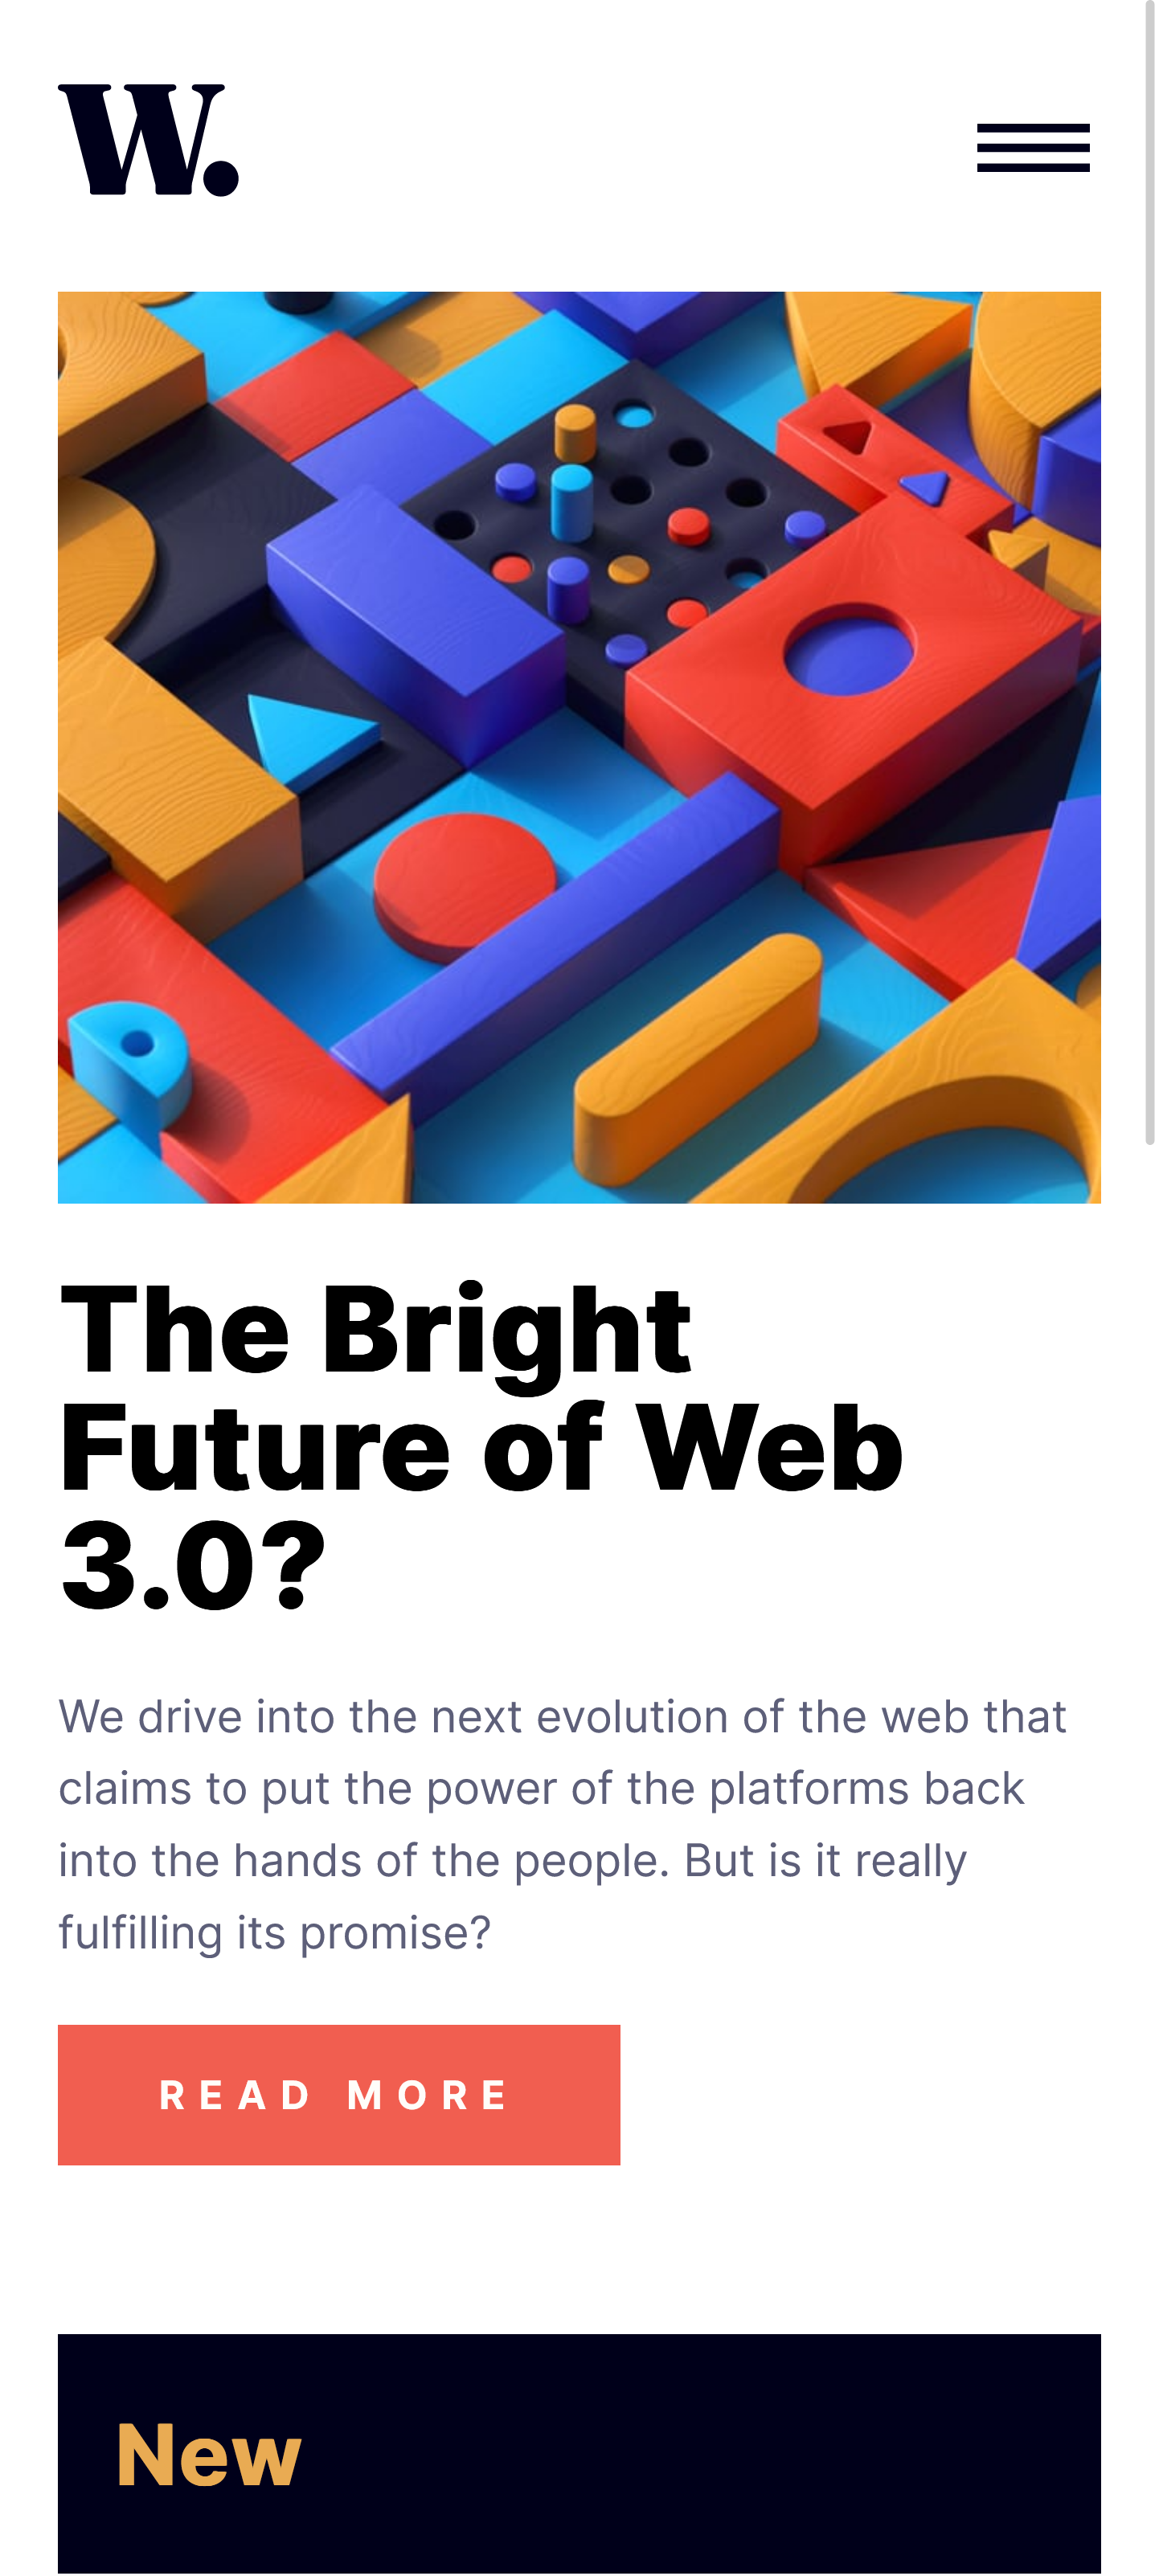 W.
The Bright
Future of Web
3.0?
We drive into the next evolution of the web that
claims to put the power of the platforms back
into the hands of the people. But is it really
fulfilling its promise?
READ MORE
New